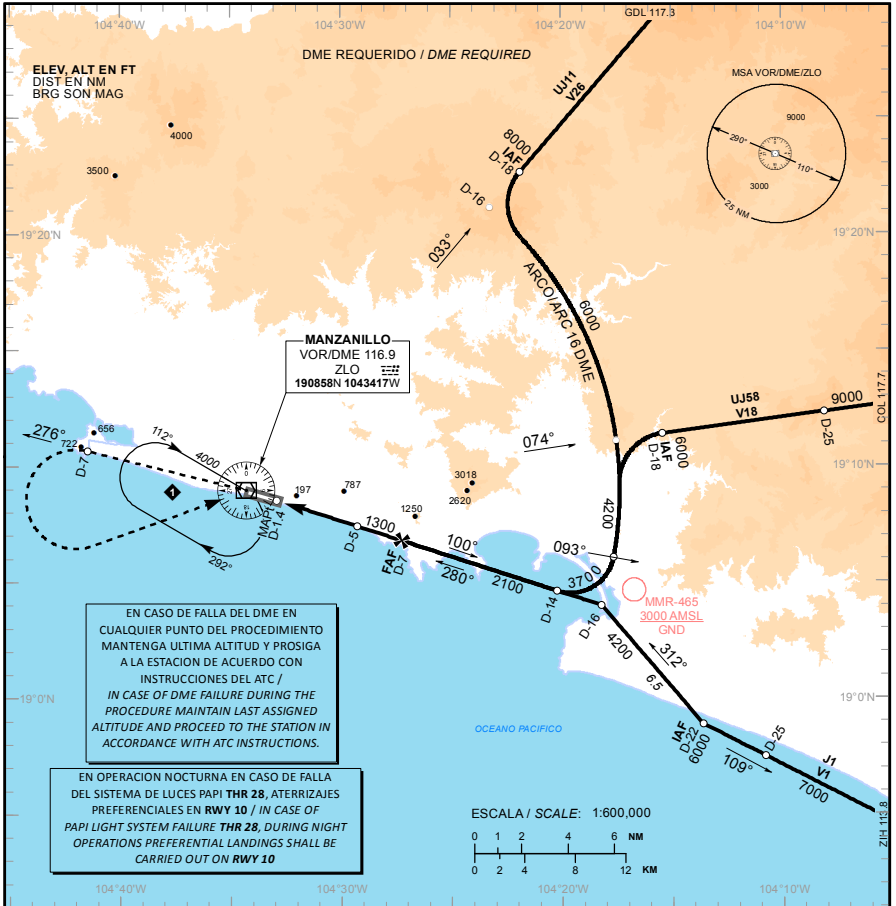 104°40'W
104°30'W
104°20'W
104°10'W
GDL 117.3
DME REQUERIDO / DME REQUIRED
ELEV, ALT EN FT
DIST EN NM
BRG SON MAG
MSA VOR/DME/ZLO
9000
290°
110°
3000
25 NM
UJ11
V26
4000
3500
8000
IAF
D-18
D-16
033°
19°20'N
19°20'N
ARCO/ARC 16 DME
6000
MANZANILLO
VOR/DME 116.9
ZLO
190858N 1043417W
COL 117.7
UJ58
V18
9000
D-25
6000
IAF
D-18
276°
722
656
D-7
112°
4000
1
292°
074°
19°10'N
3018
2620
787
197
1250
MAPt
D-1.4
4200
D-5
1300
FAF
D-7
100°
280°
2100
093°
3700
D-14
D-16
MMR-465
3000 AMSL
GND
4200
312°
6.5
19°0'N
19°0'N
EN CASO DE FALLA DEL DME EN
CUALQUIER PUNTO DEL PROCEDIMIENTO
MANTENGA ULTIMA ALTITUD Y PROSIGA
A LA ESTACION DE ACUERDO CON
INSTRUCCIONES DEL ATC /
IN CASE OF DME FAILURE DURING THE
PROCEDURE MAINTAIN LAST ASSIGNED
ALTITUDE AND PROCEED TO THE STATION IN
ACCORDANCE WITH ATC INSTRUCTIONS.
OCEANO PACIFICO
IAF
D-22
6000
D-25
109°
J1
V1
7000
ZIH 113.8
EN OPERACION NOCTURNA EN CASO DE FALLA
DEL SISTEMA DE LUCES PAPI THR 28, ATERRIZAJES
PREFERENCIALES EN RWY 10 / IN CASE OF
PAPI LIGHT SYSTEM FAILURE THR 28, DURING NIGHT
OPERATIONS PREFERENTIAL LANDINGS SHALL BE
CARRIED OUT ON RWY 10
ESCALA / SCALE: 1:600,000
0 1 2 4 6 NM
0 2 4 8 12 KM
104°40'W
104°30'W
104°20'W
104°10'W